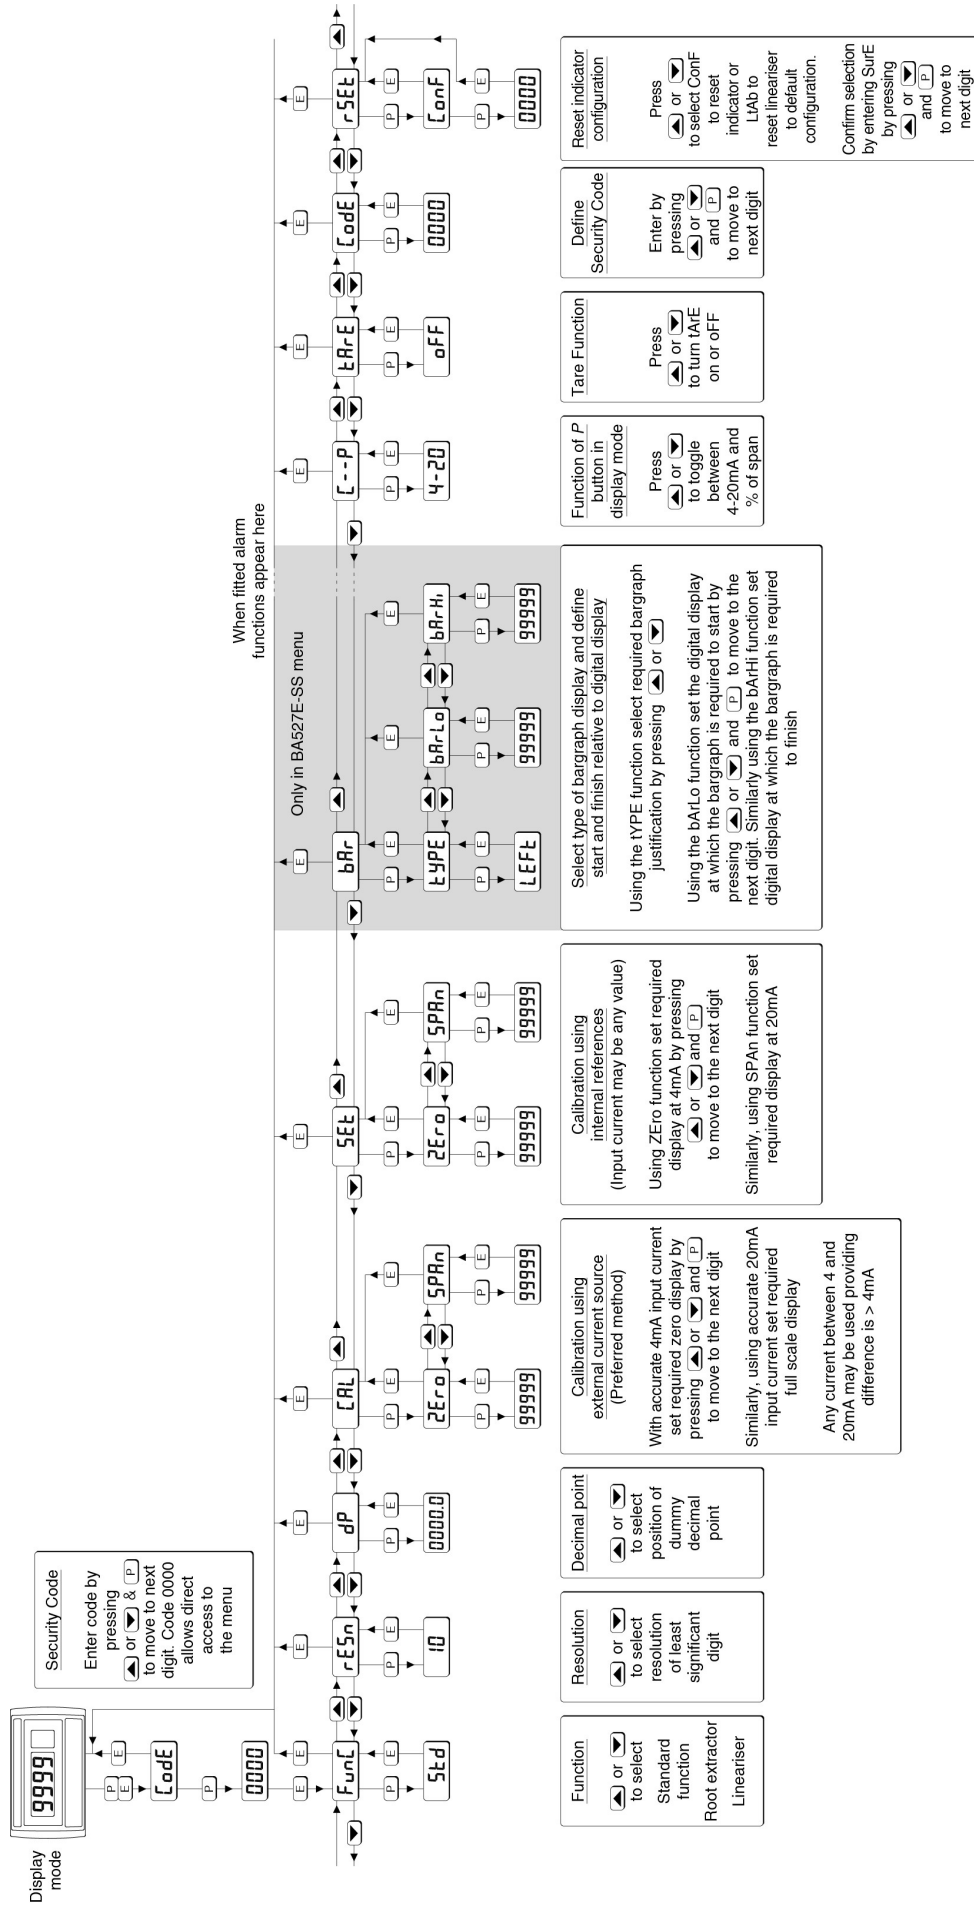 Display
mode
9999
P
E
E
CodE
P
0000
E
E
Security Code
Enter code by
pressing
▲ or ▼ & P
to move to next
digit. Code 0000
allows direct
access to
the menu
FunC
P
E
Std
E
rESn
P
E
10
E
dP
P
E
0000.0
E
CAL
P
E
E
ZEro
SPAn
P
E
P
E
99999
99999
E
SEt
P
E
E
ZEro
SPAn
P
E
P
E
99999
99999
Only in BA527E-SS menu
E
bAr
P
E
E
E
tYPE
bArLo
bArHi
P
E
P
E
P
E
LEFt
99999
99999
When fitted alarm
functions appear here
E
C--P
P
E
4-20
E
tArE
P
E
oFF
E
CodE
P
E
0000
E
rSEt
P
E
ConF
P
E
0000
Function
▲ or ▼
to select
Standard
function
Root extractor
Lineariser
Resolution
▲ or ▼
to select
resolution
of least
significant
digit
Decimal point
▲ or ▼
to select
position of
dummy
decimal
point
Calibration using
external current source
(Preferred method)
With accurate 4mA input current
set required zero display by
pressing ▲ or ▼ and P
to move to the next digit
Similarly, using accurate 20mA
input current set required
full scale display
Any current between 4 and
20mA may be used providing
difference is > 4mA
Calibration using
internal references
(Input current may be any value)
Using ZEro function set required
display at 4mA by pressing
▲ or ▼ and P
to move to the next digit
Similarly, using SPAn function set
required display at 20mA
Select type of bargraph display and define
start and finish relative to digital display
Using the tYPE function select required bargraph
justification by pressing ▲ or ▼
Using the bArLo function set the digital display
at which the bargraph is required to start by
pressing ▲ or ▼ and P to move to the
next digit. Similarly using the bArHi function set
digital display at which the bargraph is required
to finish
Function of P
button in
display mode
Press
▲ or ▼
to toggle
between
4-20mA and
% of span
Tare Function
Press
▲ or ▼
to turn tArE
on or oFF
Define
Security Code
Enter by
pressing
▲ or ▼
and P
to move to
next digit
Reset indicator
configuration
Press
▲ or ▼
to select ConF
to reset
indicator or
LtAb to
reset lineariser
to default
configuration.
Confirm selection
by entering SurE
by pressing
▲ or ▼
and P
to move to
next digit